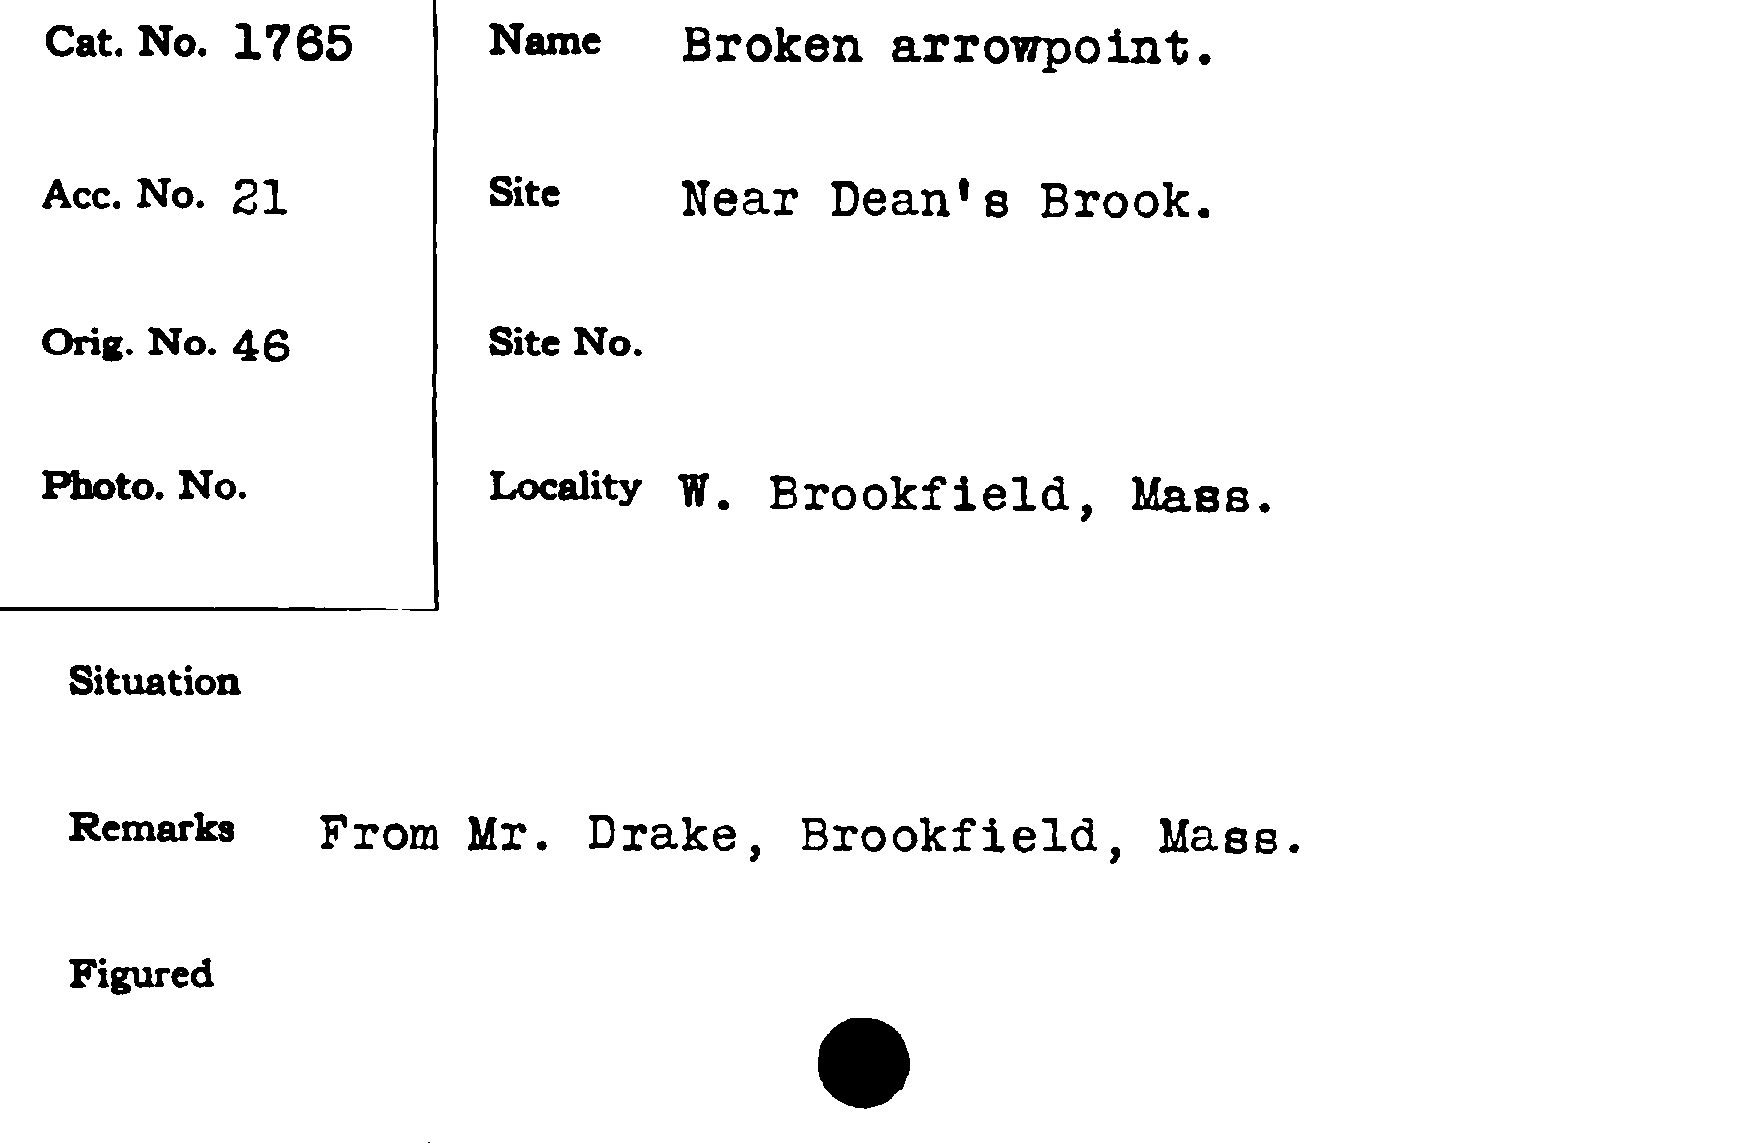 Cat. No. 1765
Name Broken arrowpoint.
Acc. No. 21
Site Near Dean's Brook.
Orig. No. 46
Site No.
Photo. No.
Locality W. Brookfield, Mass.
Situation
Remarks From Mr. Drake, Brookfield, Mass.
Figured